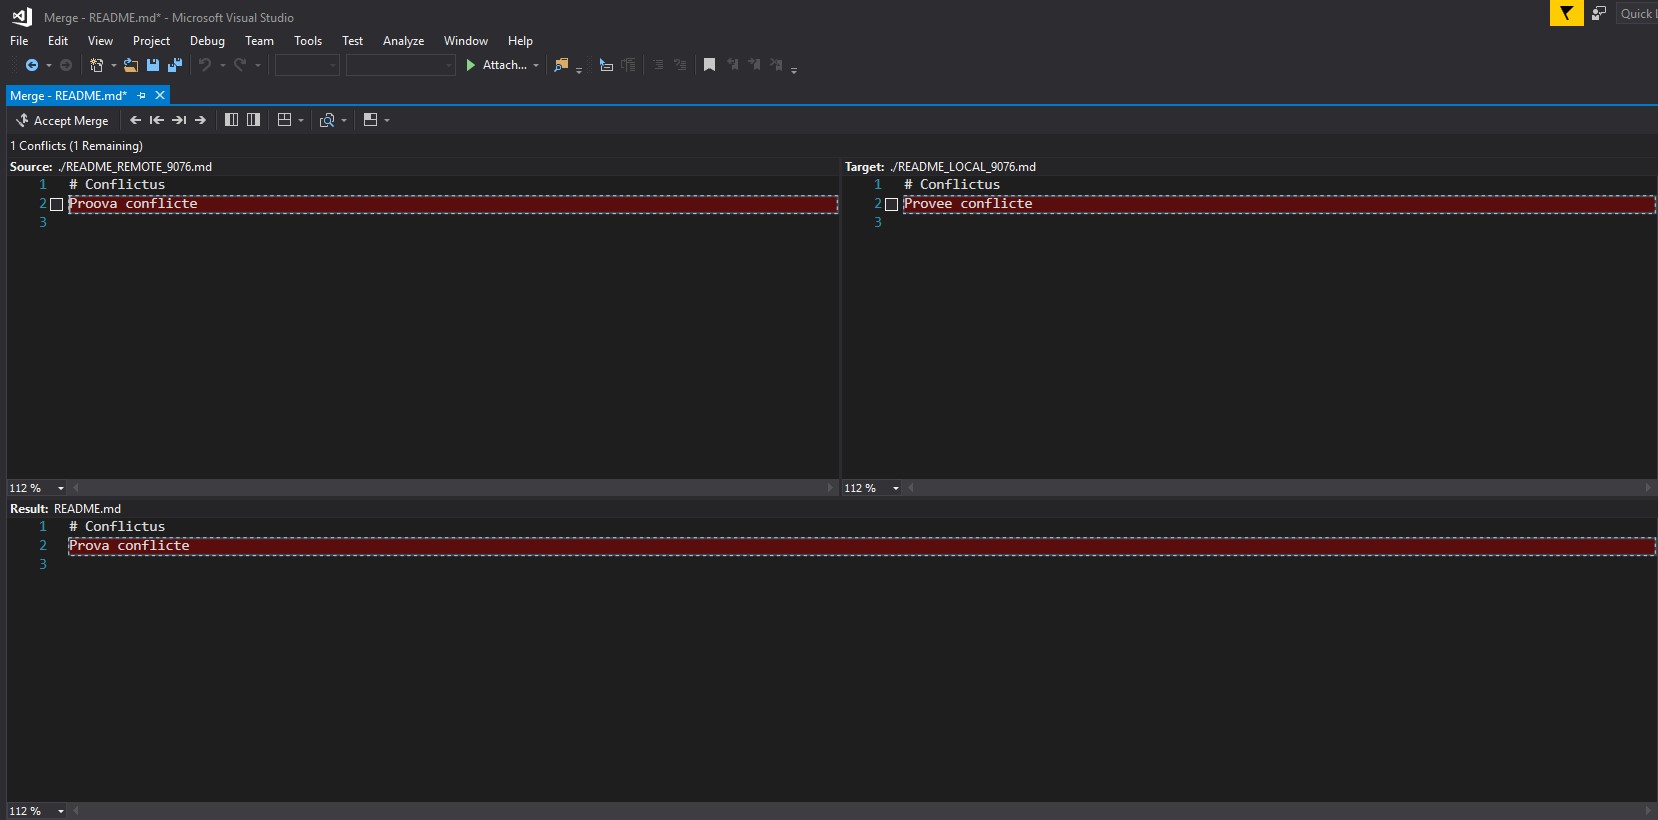 Merge - README.md* - Microsoft Visual Studio
Quick
File Edit View Project Debug Team Tools Test Analyze Window Help
Attach...
Merge - README.md*
Accept Merge
1 Conflicts (1 Remaining)
Source: ./README_REMOTE_9076.md
1 # Conflictus
2 Proova conflicte
3
112 %
Target: ./README_LOCAL_9076.md
1 # Conflictus
2 Provee conflicte
3
112 %
Result: README.md
1 # Conflictus
2 Prova conflicte
3
112 %